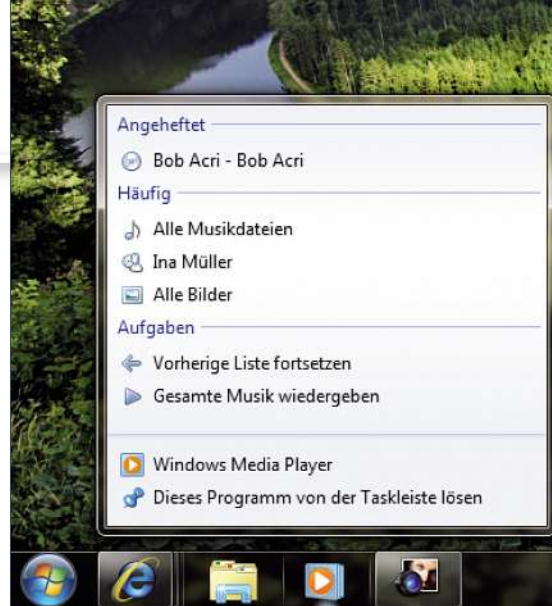 Angeheftet
Bob Acri - Bob Acri
Häufig
Alle Musikdateien
Ina Müller
Alle Bilder
Aufgaben
Vorherige Liste fortsetzen
Gesamte Musik wiedergeben
Windows Media Player
Dieses Programm von der Taskleiste lösen